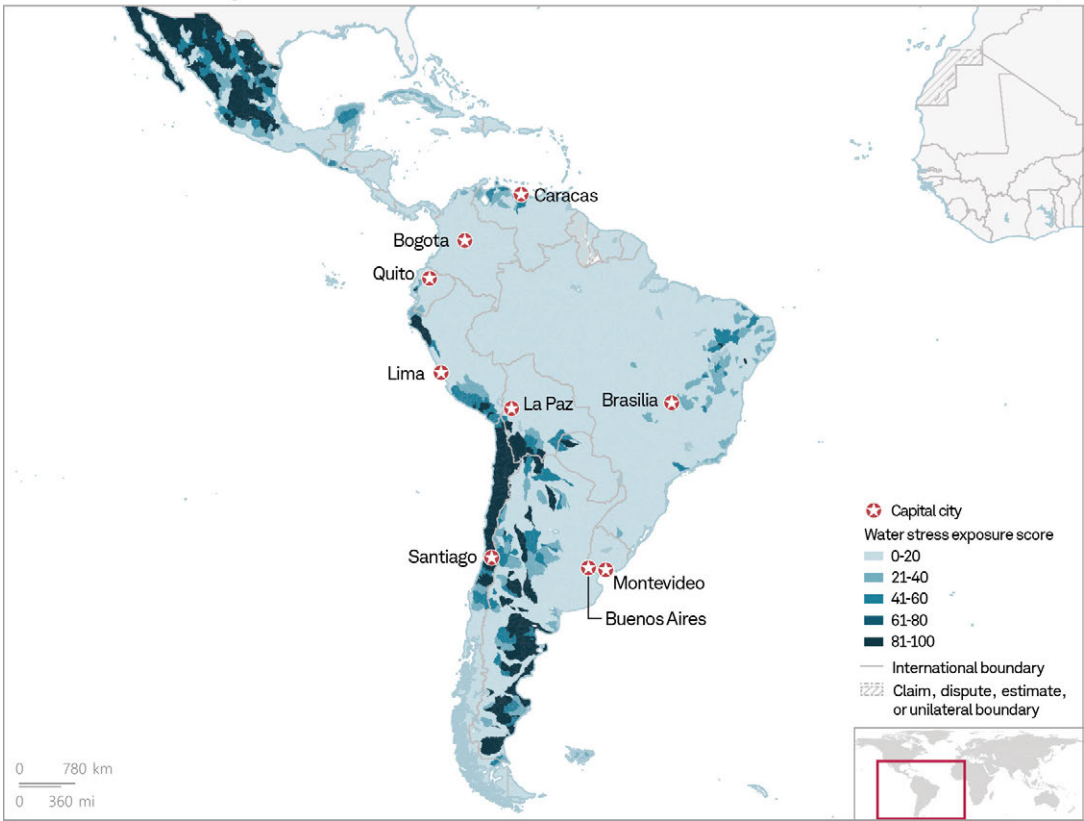 Caracas
Bogota
Quito
Lima
La Paz
Brasilia
Santiago
Montevideo
Buenos Aires
Capital city
Water stress exposure score
0-20
21-40
41-60
61-80
81-100
International boundary
Claim, dispute, estimate,
or unilateral boundary
0 780 km
0 360 mi